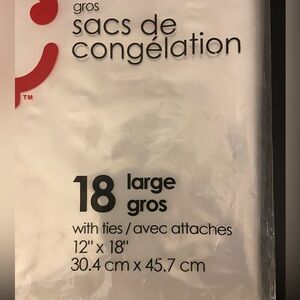 gros
sacs de
congélation
TM
18 large
gros
with ties / avec attaches
12" x 18"
30.4 cm x 45.7 cm